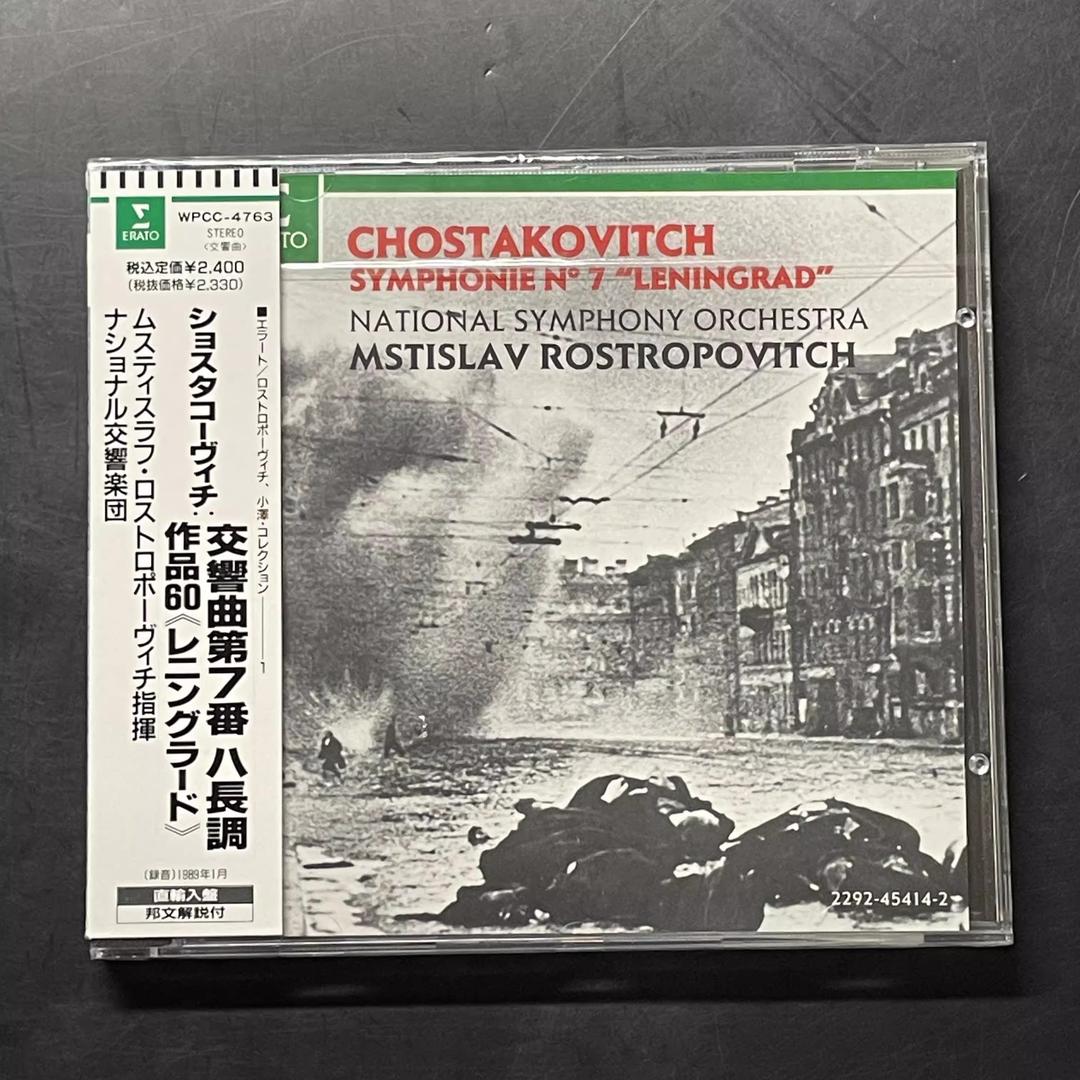 ERATO
WPCC-4763
STEREO
〈交響曲〉
税込定価¥2,400
(税抜価格¥2,330)
■エラート/ロストロポーヴィチ、小澤・コレクション――1
ショスタコーヴィチ:
交響曲第7番 ハ長調
作品60《レニングラード》
ムスティスラフ・ロストロポーヴィチ指揮
ナショナル交響楽団
(録音)1989年1月
直輸入盤
邦文解説付
TO
CHOSTAKOVITCH
SYMPHONIE Nº 7 “LENINGRAD”
NATIONAL SYMPHONY ORCHESTRA
MSTISLAV ROSTROPOVITCH
2292-45414-2